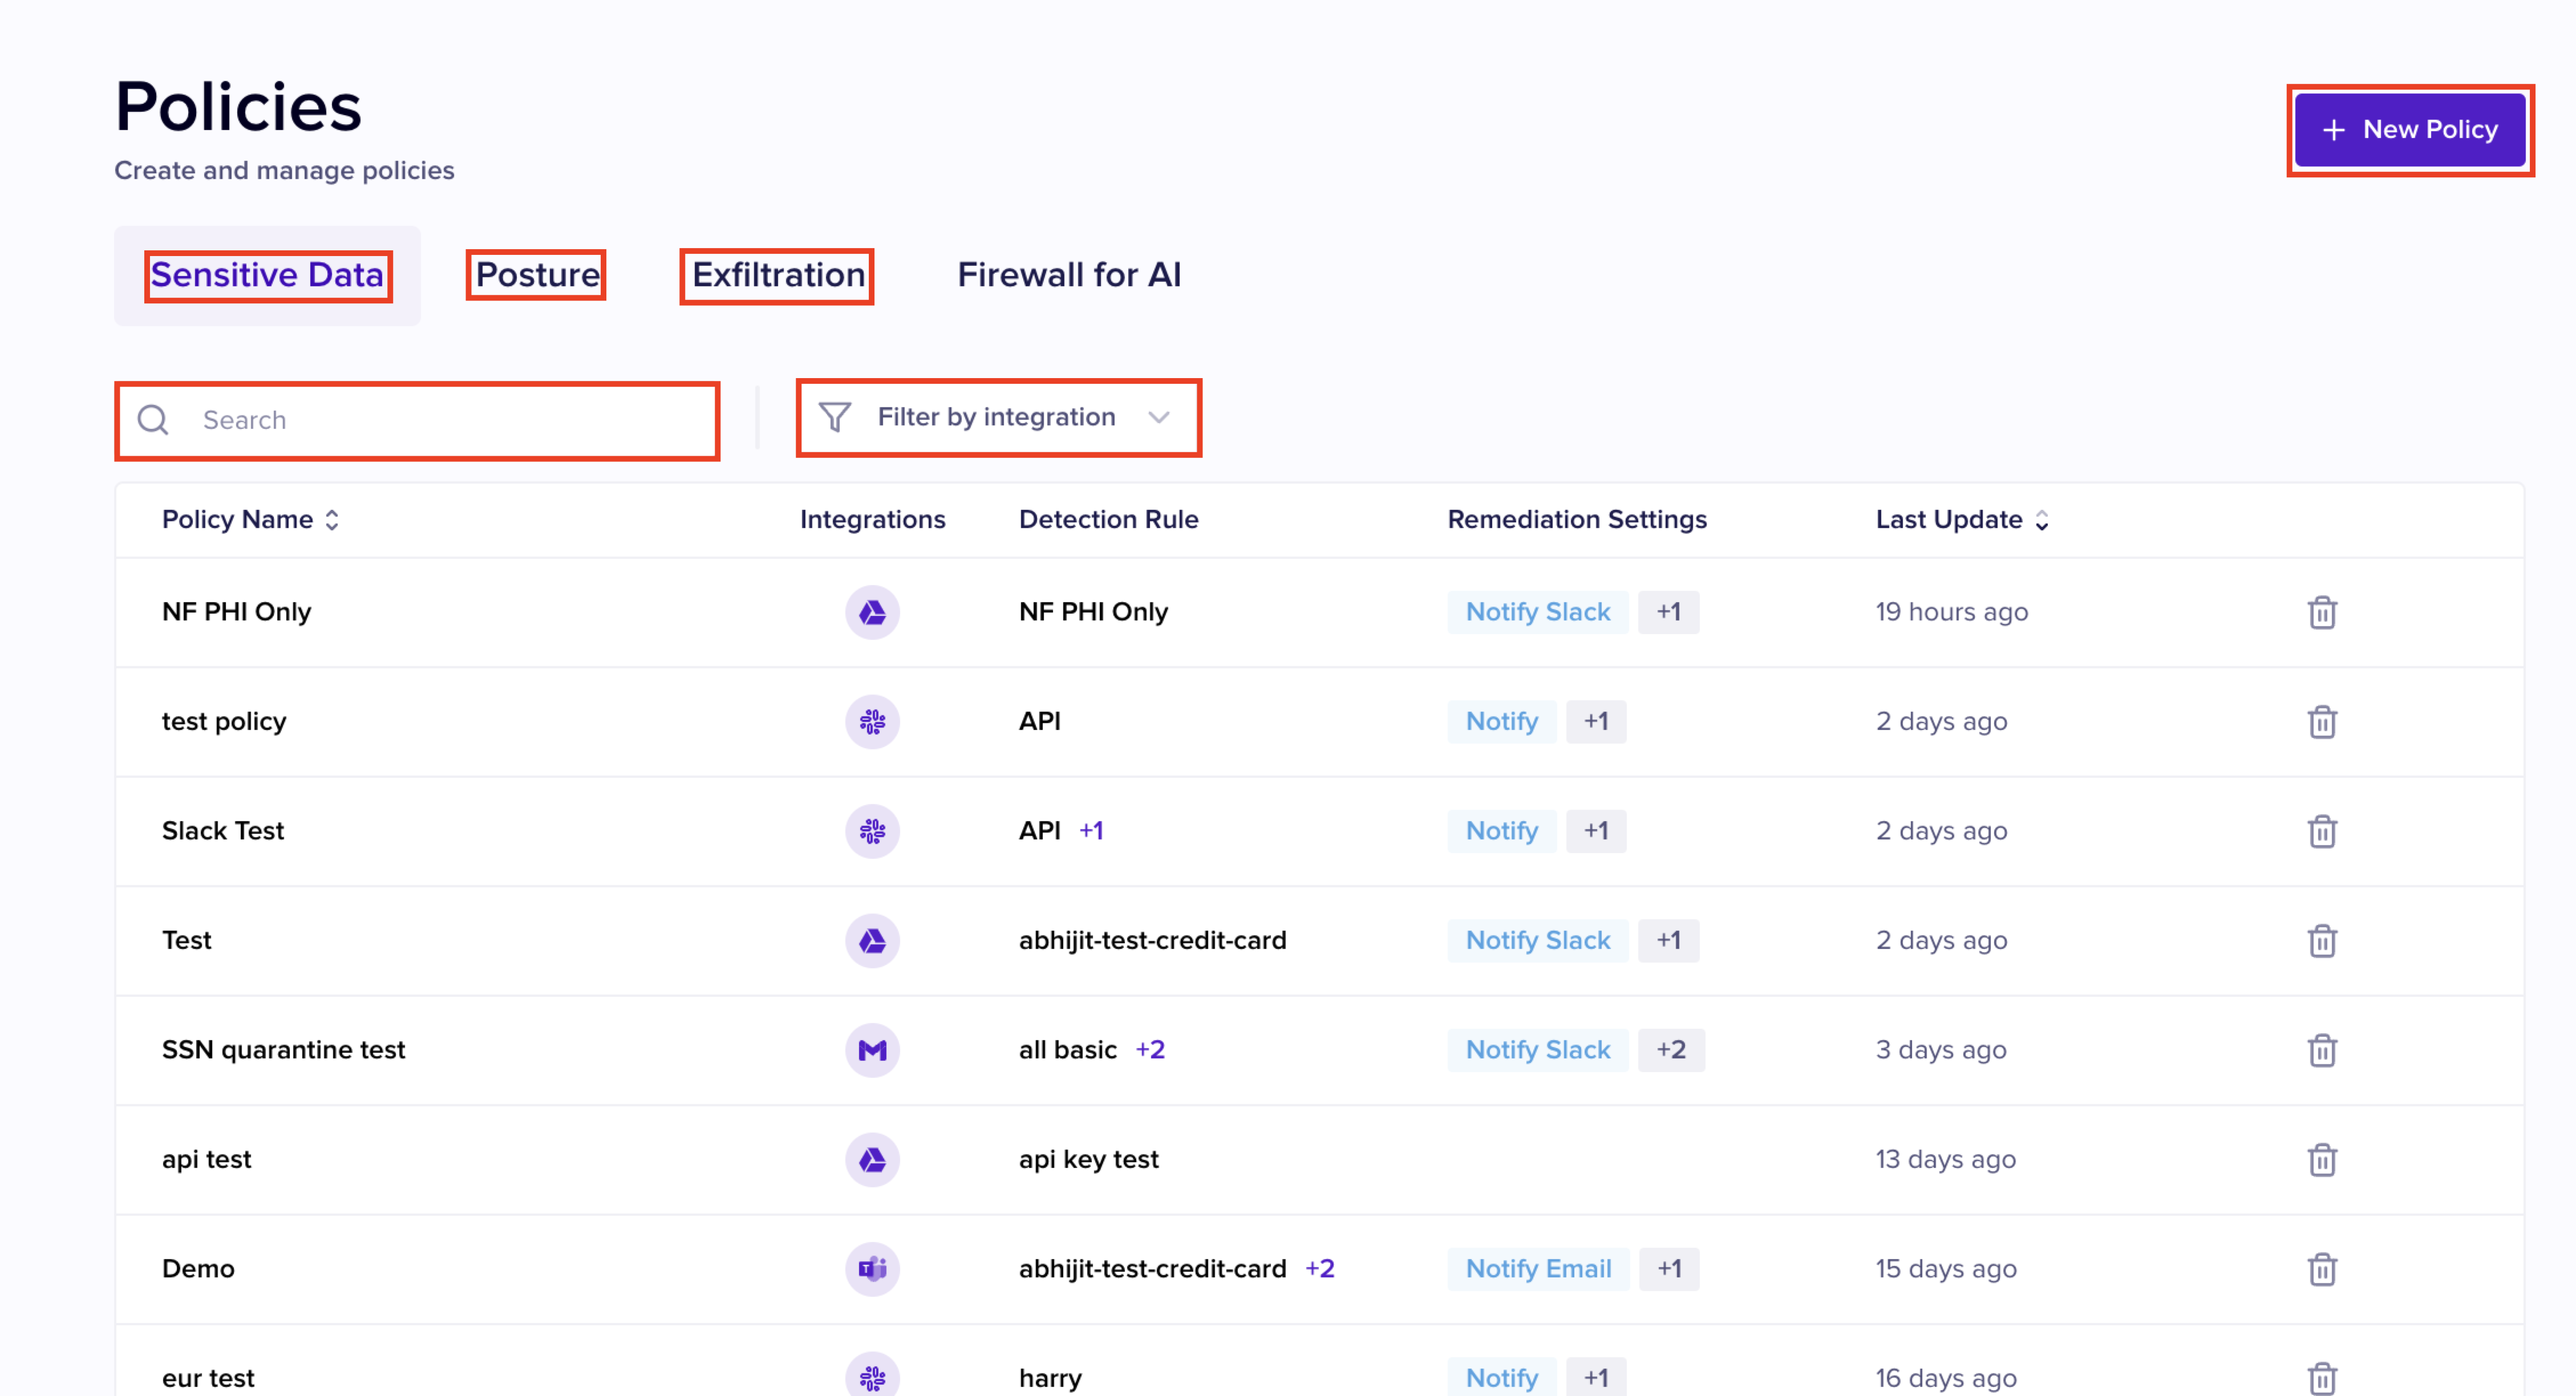 Policies
Create and manage policies
+ New Policy
Sensitive Data Posture Exfiltration Firewall for AI
Search Filter by integration
Policy Name Integrations Detection Rule Remediation Settings Last Update
NF PHI Only NF PHI Only Notify Slack +1 19 hours ago
test policy API Notify +1 2 days ago
Slack Test API +1 Notify +1 2 days ago
Test abhijit-test-credit-card Notify Slack +1 2 days ago
SSN quarantine test all basic +2 Notify Slack +2 3 days ago
api test api key test 13 days ago
Demo abhijit-test-credit-card +2 Notify Email +1 15 days ago
eur test harry Notify +1 16 days ago